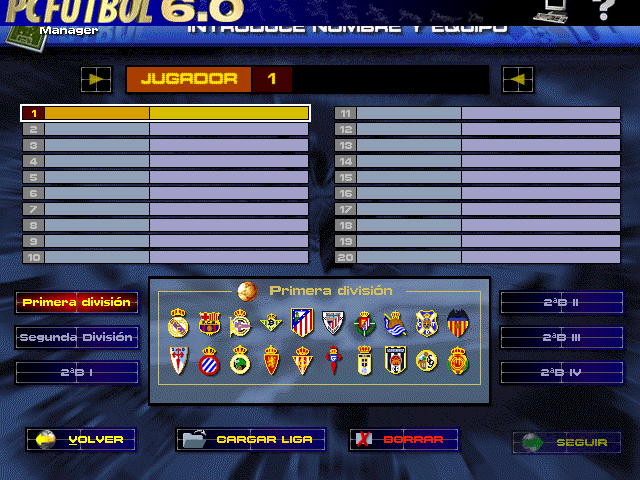 PCFUTBOL 6.0
Manager
INTRODUCE NOMBRE Y EQUIPO
JUGADOR 1
1
2
3
4
5
6
7
8
9
10
11
12
13
14
15
16
17
18
19
20
Primera división
Primera división
Segunda División
2ªB I
2ªB II
2ªB III
2ªB IV
VOLVER
CARGAR LIGA
BORRAR
SEGUIR